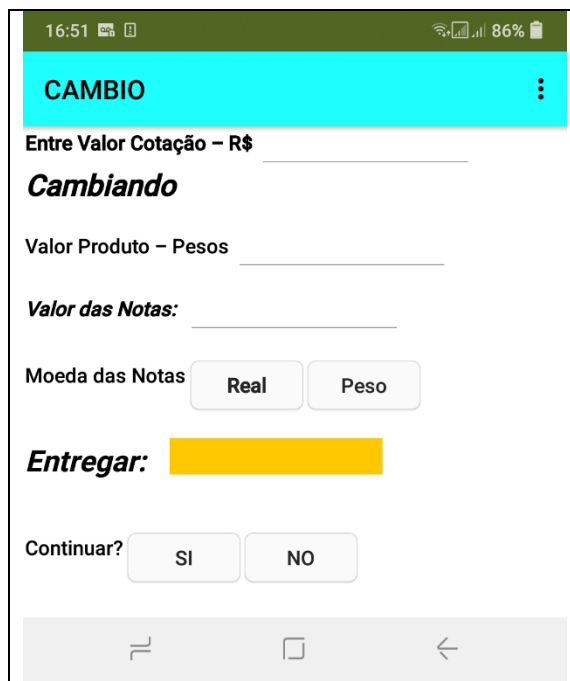 16:51 86%
CAMBIO
Entre Valor Cotação – R$
Cambiando
Valor Produto – Pesos
Valor das Notas:
Moeda das Notas Real Peso
Entregar:
Continuar? SI NO